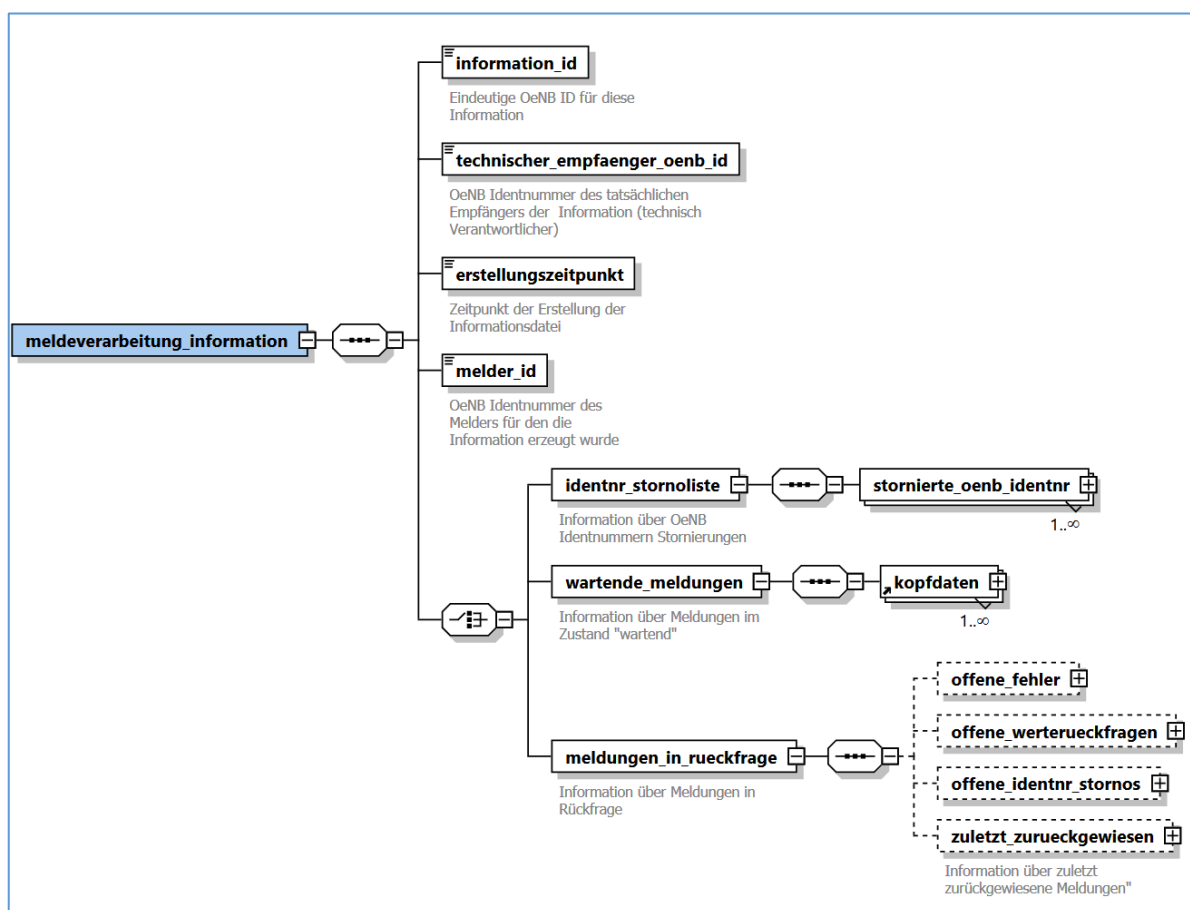 information_id
Eindeutige OeNB ID für diese
Information
technischer_empfaenger_oenb_id
OeNB Identnummer des tatsächlichen
Empfängers der Information (technisch
Verantwortlicher)
erstellungszeitpunkt
Zeitpunkt der Erstellung der
Informationsdatei
meldeverarbeitung_information
melder_id
OeNB Identnummer des
Melders für den die
Information erzeugt wurde
identnr_stornoliste
stornierte_oenb_identnr
1..∞
Information über OeNB
Identnummern Stornierungen
wartende_meldungen
kopfdaten
1..∞
Information über Meldungen im
Zustand "wartend"
meldungen_in_rueckfrage
Information über Meldungen in
Rückfrage
offene_fehler
offene_werterueckfragen
offene_identnr_stornos
zuletzt_zurueckgewiesen
Information über zuletzt
zurückgewiesene Meldungen"